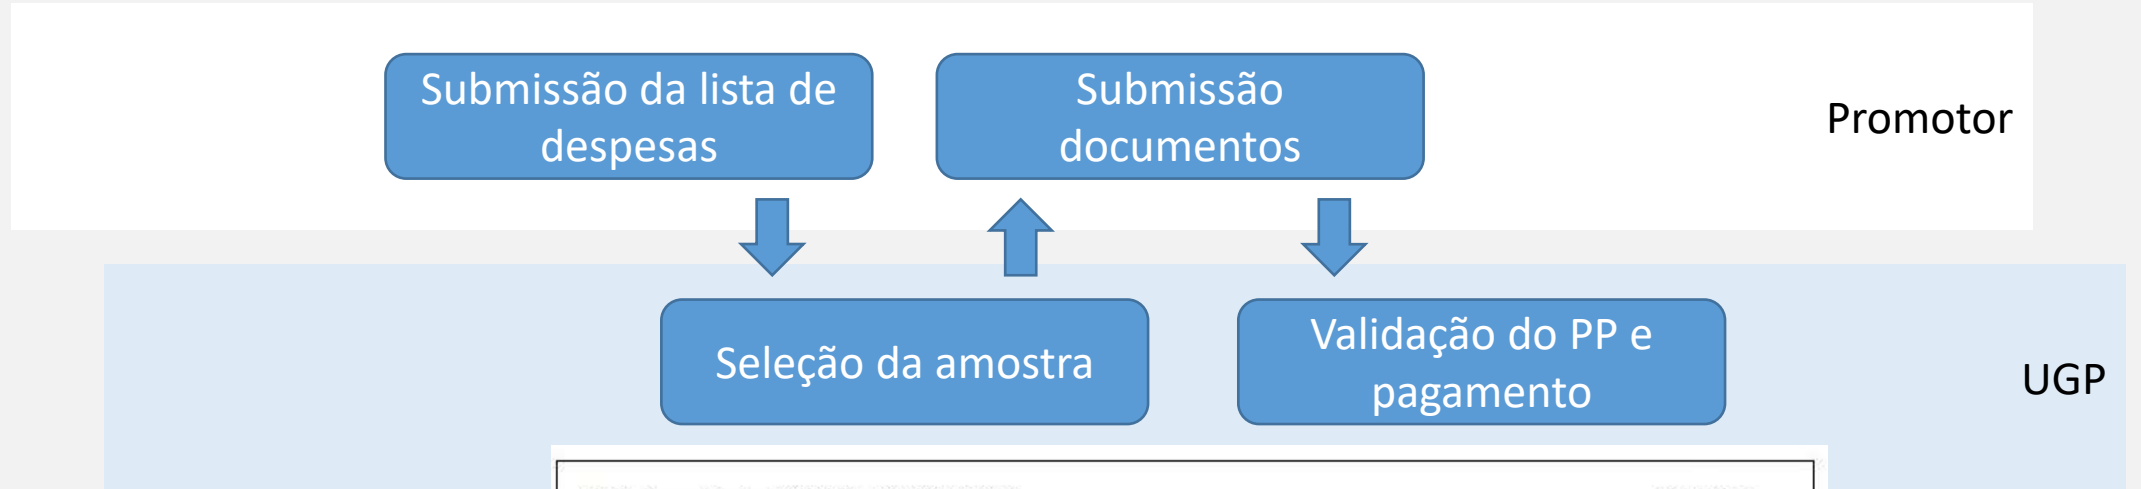 Submissão da lista de
despesas
Submissão
documentos
Promotor
Seleção da amostra
Validação do PP e
pagamento
UGP